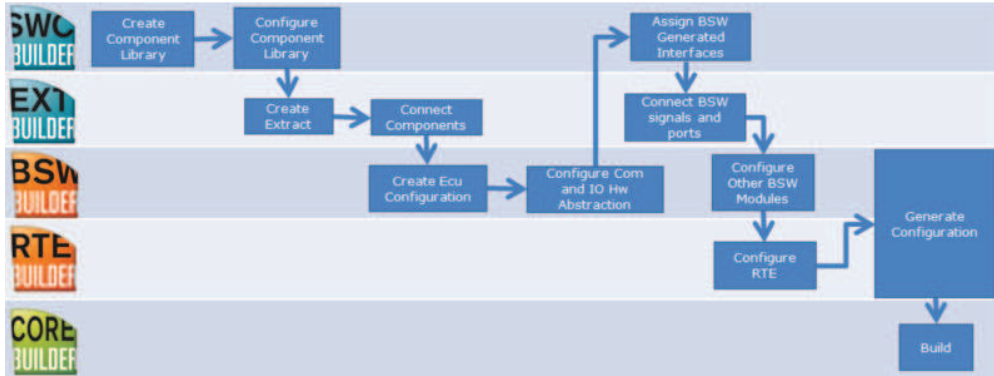 SWC
BUILDER
Create
Component
Library
Configure
Component
Library
Assign BSW
Generated
Interfaces
EXT
BUILDER
Create
Extract
Connect
Components
Connect BSW
signals and
ports
BSW
BUILDER
Create Ecu
Configuration
Configure Com
and IO Hw
Abstraction
Configure
Other BSW
Modules
Generate
Configuration
RTE
BUILDER
Configure
RTE
CORE
BUILDER
Build